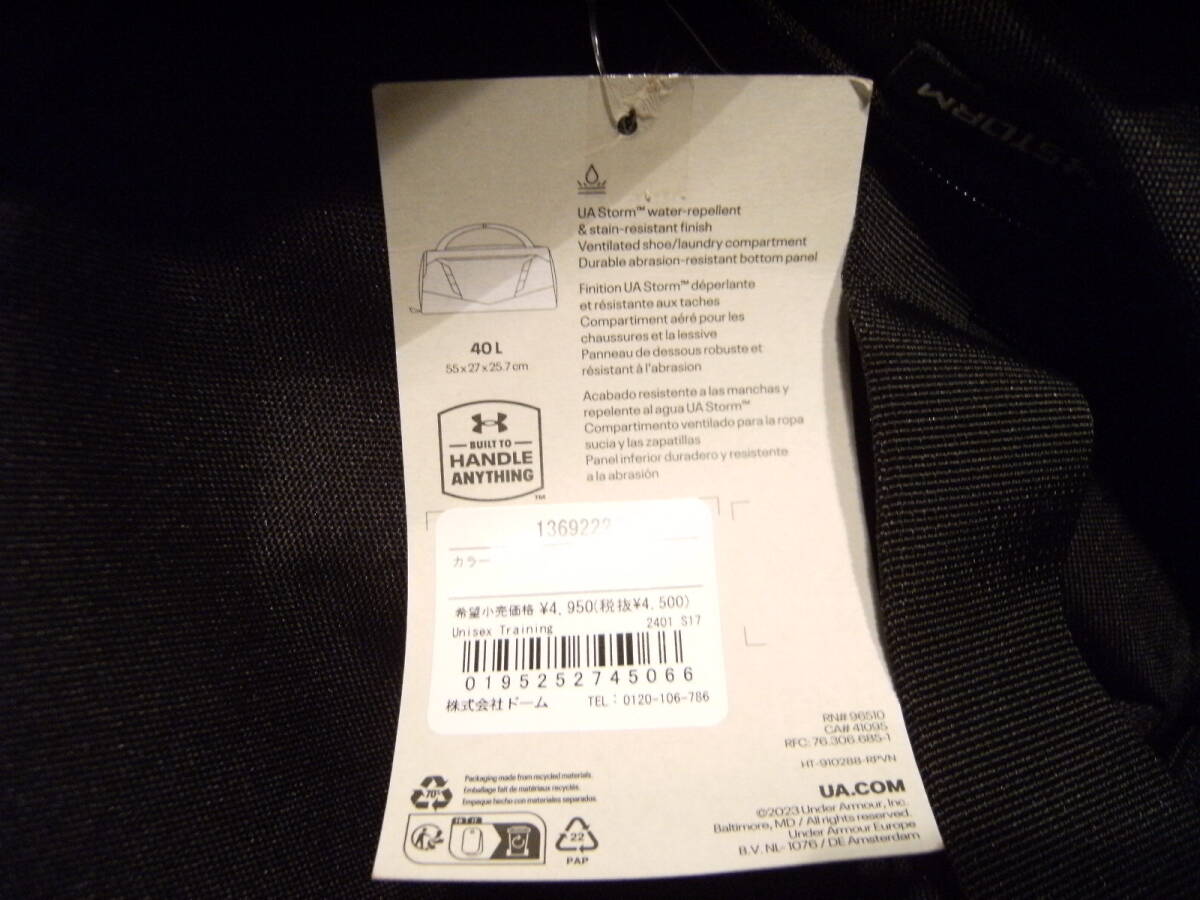 STORM
UA Storm™ water-repellent
& stain-resistant finish
Ventilated shoe/laundry compartment
Durable abrasion-resistant bottom panel
Finition UA Storm™ déperlante
et résistante aux taches
Compartiment aéré pour les
chaussures et la lessive
Panneau de dessous robuste et
résistant à l'abrasion
Acabado resistente a las manchas y
repelente al agua UA Storm™
Compartimento ventilado para la ropa
sucia y las zapatillas
Panel inferior duradero y resistente
a la abrasión
40 L
55 x 27 x 25.7 cm
BUILT TO
HANDLE
ANYTHING™
1369222
カラー
希望小売価格 ¥4,950(税抜¥4,500)
Unisex Training
2401 S17
0195252745066
株式会社ドーム TEL：0120-106-786
RN# 96510
CA# 41095
RFC: 76.306.685-1
HT-910288-RPVN
UA.COM
©2023 Under Armour, Inc.
Baltimore, MD / All rights reserved.
Under Armour Europe
B.V. NL-1076 / DE Amsterdam
70%
Packaging made from recycled materials.
Emballage fait de matériaux recyclés.
Empaque hecho con materiales separados.
22
PAP